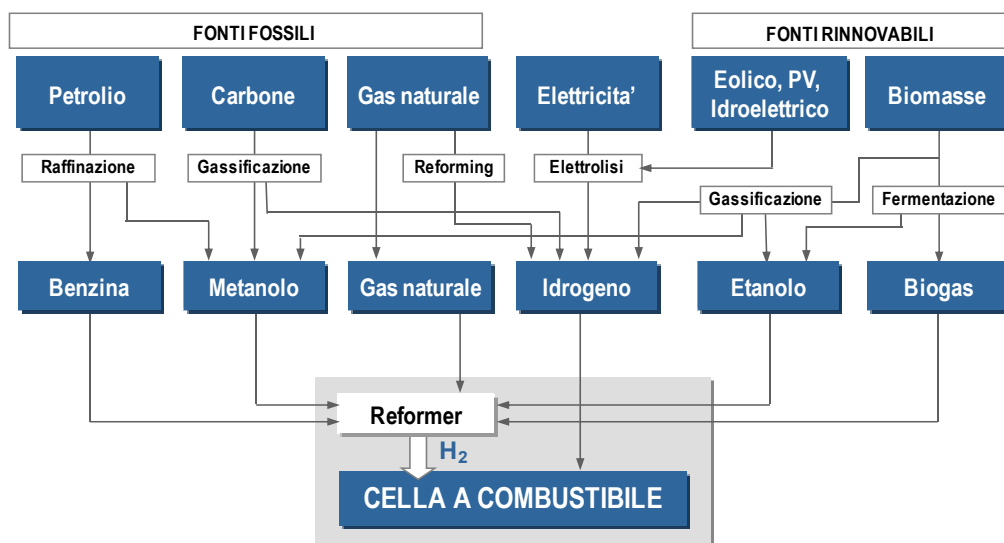 FONTI FOSSILI
FONTI RINNOVABILI
Petrolio
Carbone
Gas naturale
Elettricita’
Eolico, PV,
Idroelettrico
Biomasse
Raffinazione
Gassificazione
Reforming
Elettrolisi
Gassificazione
Fermentazione
Benzina
Metanolo
Gas naturale
Idrogeno
Etanolo
Biogas
Reformer
H₂
CELLA A COMBUSTIBILE